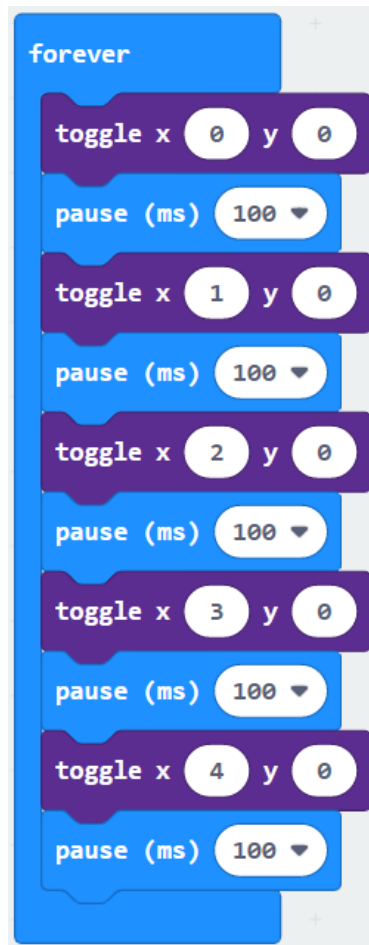 forever
toggle x 0 y 0
pause (ms) 100
toggle x 1 y 0
pause (ms) 100
toggle x 2 y 0
pause (ms) 100
toggle x 3 y 0
pause (ms) 100
toggle x 4 y 0
pause (ms) 100